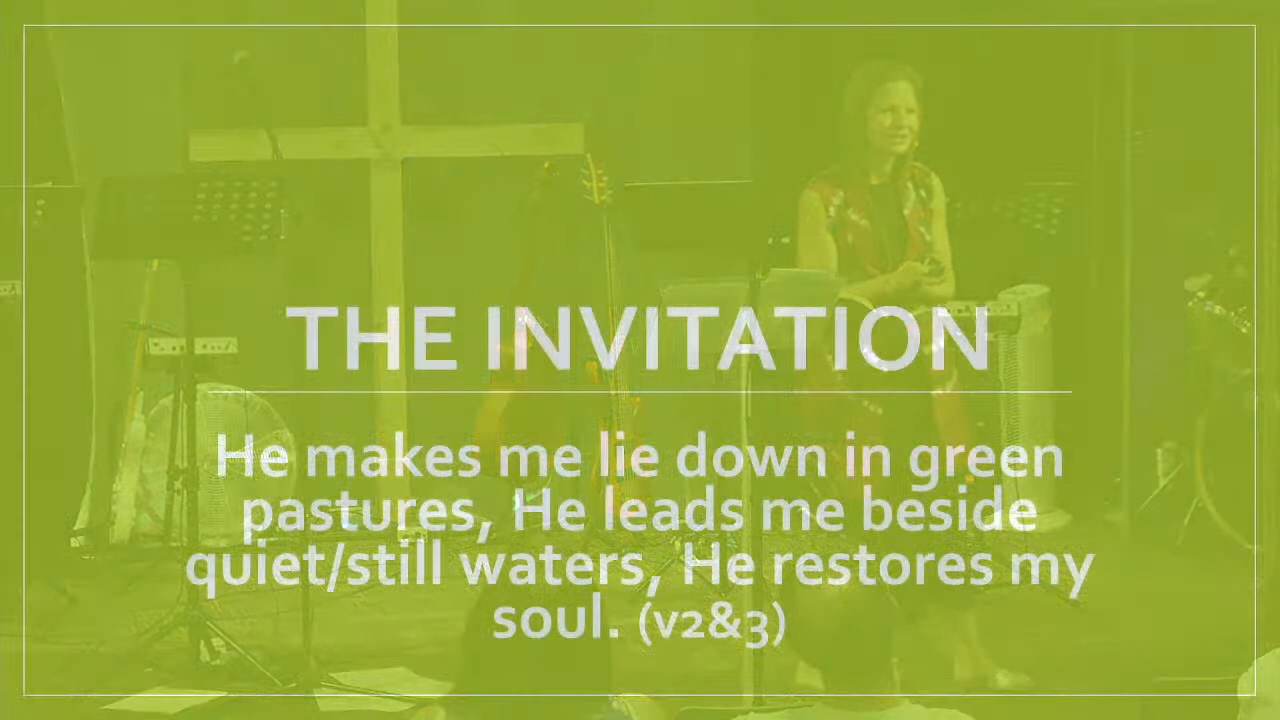 THE INVITATION
He makes me lie down in green
pastures, He leads me beside
quiet/still waters, He restores my
soul. (v2&3)